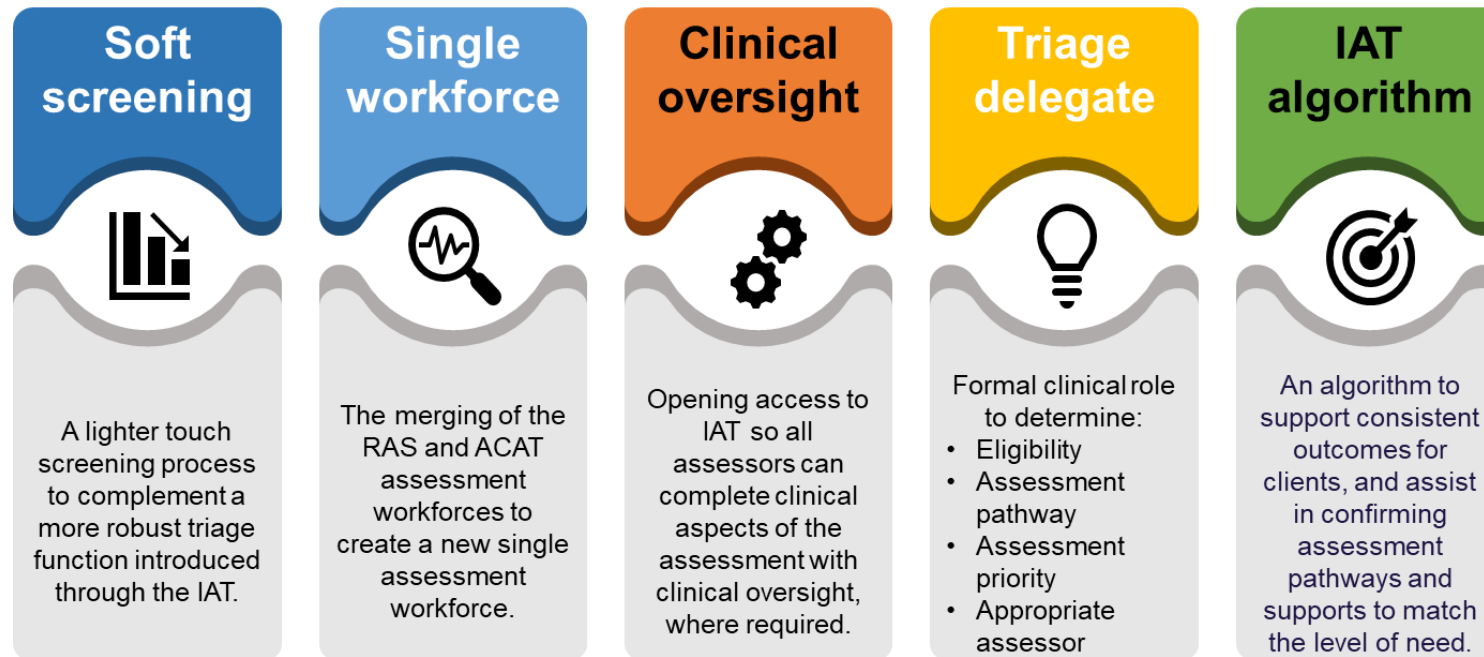 Soft
screening
A lighter touch
screening process
to complement a
more robust triage
function introduced
through the IAT.
Single
workforce
The merging of the
RAS and ACAT
assessment
workforces to
create a new single
assessment
workforce.
Clinical
oversight
Opening access to
IAT so all
assessors can
complete clinical
aspects of the
assessment with
clinical oversight,
where required.
Triage
delegate
Formal clinical role
to determine:
• Eligibility
• Assessment
pathway
• Assessment
priority
• Appropriate
assessor
IAT
algorithm
An algorithm to
support consistent
outcomes for
clients, and assist
in confirming
assessment
pathways and
supports to match
the level of need.